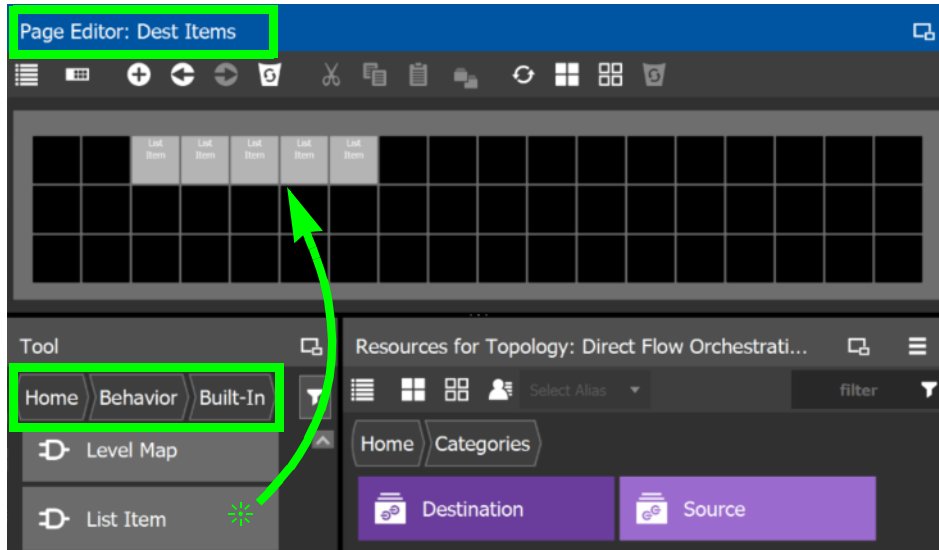 Page Editor: Dest Items
List Item List Item List Item List Item List Item
Tool
Home Behavior Built-In
Level Map
List Item
Resources for Topology: Direct Flow Orchestrati...
Select Alias filter
Home Categories
Destination Source